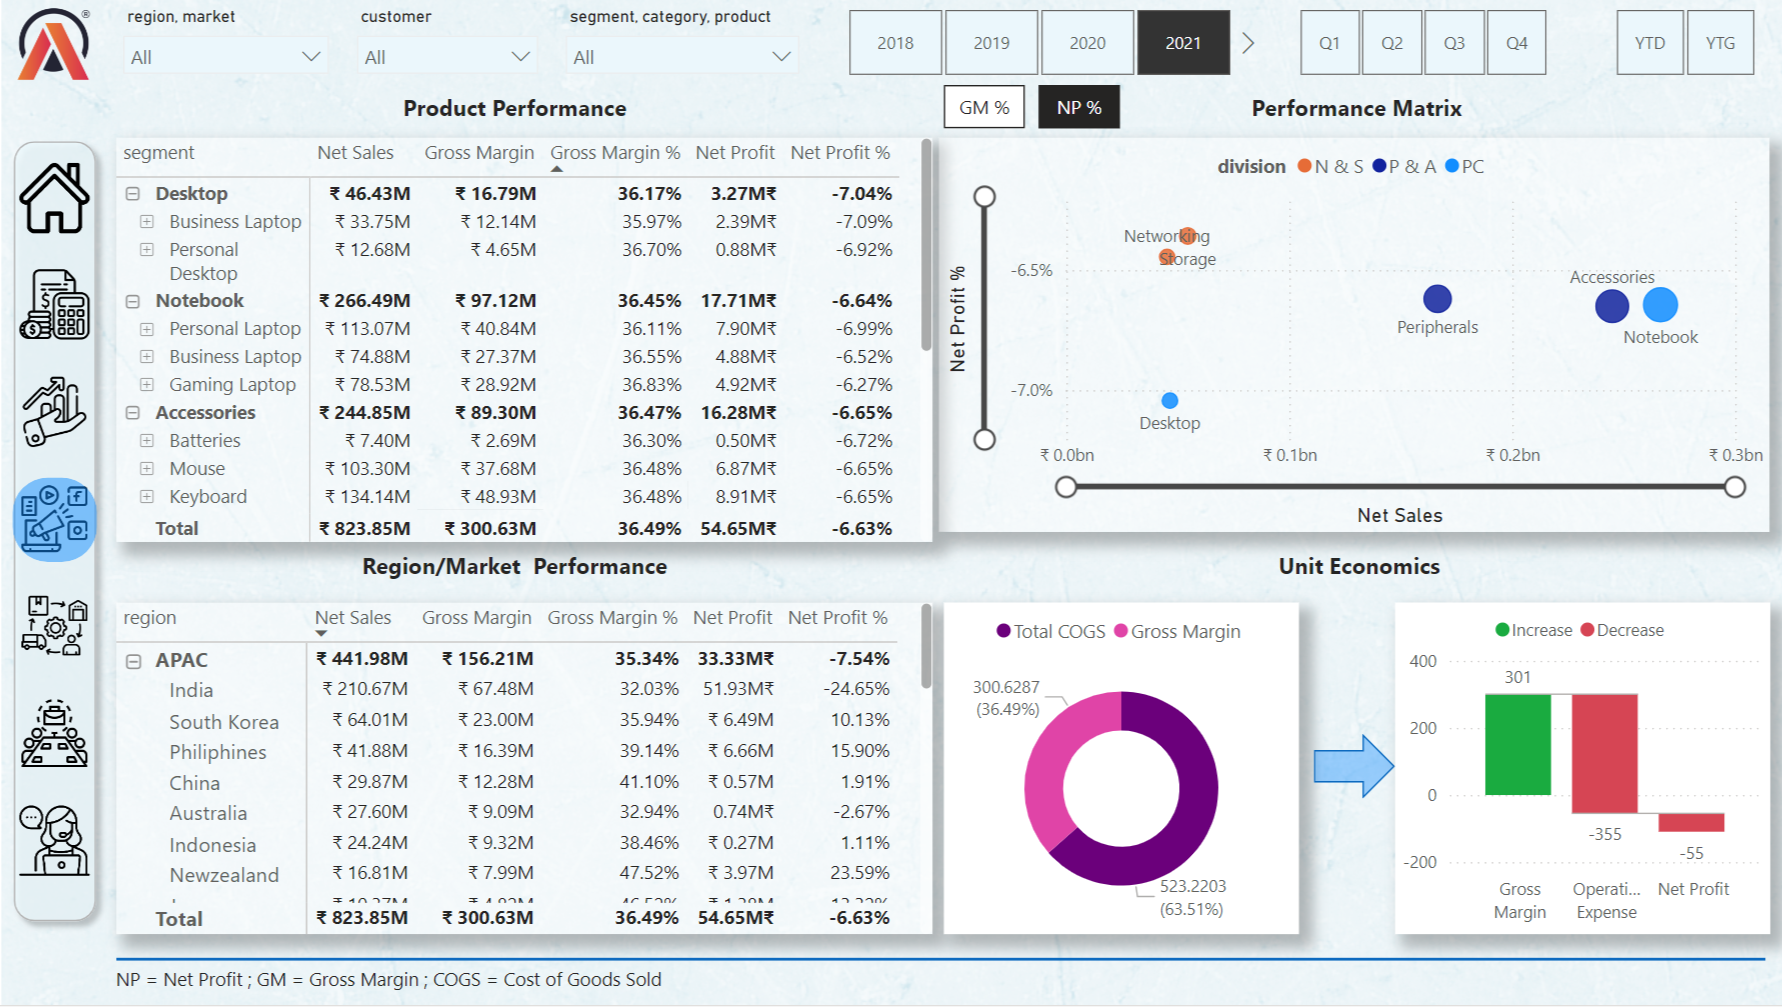 ®
region, market
customer
segment, category, product
All
All
All
2018
2019
2020
2021
Q1
Q2
Q3
Q4
YTD
YTG
GM %
NP %
Product Performance
Performance Matrix
segment Net Sales Gross Margin Gross Margin % Net Profit Net Profit %
Desktop ₹ 46.43M ₹ 16.79M 36.17% 3.27M₹ -7.04%
Business Laptop ₹ 33.75M ₹ 12.14M 35.97% 2.39M₹ -7.09%
Personal ₹ 12.68M ₹ 4.65M 36.70% 0.88M₹ -6.92%
Desktop
Notebook ₹ 266.49M ₹ 97.12M 36.45% 17.71M₹ -6.64%
Personal Laptop ₹ 113.07M ₹ 40.84M 36.11% 7.90M₹ -6.99%
Business Laptop ₹ 74.88M ₹ 27.37M 36.55% 4.88M₹ -6.52%
Gaming Laptop ₹ 78.53M ₹ 28.92M 36.83% 4.92M₹ -6.27%
Accessories ₹ 244.85M ₹ 89.30M 36.47% 16.28M₹ -6.65%
Batteries ₹ 7.40M ₹ 2.69M 36.30% 0.50M₹ -6.72%
Mouse ₹ 103.30M ₹ 37.68M 36.48% 6.87M₹ -6.65%
Keyboard ₹ 134.14M ₹ 48.93M 36.48% 8.91M₹ -6.65%
Total ₹ 823.85M ₹ 300.63M 36.49% 54.65M₹ -6.63%
division N & S P & A PC
Net Profit %
-6.5%
-7.0%
Networking
Storage
Accessories
Peripherals
Notebook
Desktop
₹ 0.0bn
₹ 0.1bn
₹ 0.2bn
₹ 0.3bn
Net Sales
Region/Market Performance
Unit Economics
region Net Sales Gross Margin Gross Margin % Net Profit Net Profit %
APAC ₹ 441.98M ₹ 156.21M 35.34% 33.33M₹ -7.54%
India ₹ 210.67M ₹ 67.48M 32.03% 51.93M₹ -24.65%
South Korea ₹ 64.01M ₹ 23.00M 35.94% ₹ 6.49M 10.13%
Philiphines ₹ 41.88M ₹ 16.39M 39.14% ₹ 6.66M 15.90%
China ₹ 29.87M ₹ 12.28M 41.10% ₹ 0.57M 1.91%
Australia ₹ 27.60M ₹ 9.09M 32.94% 0.74M₹ -2.67%
Indonesia ₹ 24.24M ₹ 9.32M 38.46% ₹ 0.27M 1.11%
Newzealand ₹ 16.81M ₹ 7.99M 47.52% ₹ 3.97M 23.59%
Total ₹ 823.85M ₹ 300.63M 36.49% 54.65M₹ -6.63%
Total COGS Gross Margin
300.6287
(36.49%)
523.2203
(63.51%)
Increase Decrease
400
200
0
-200
301
-355
-55
Gross
Margin
Operati...
Expense
Net Profit
NP = Net Profit ; GM = Gross Margin ; COGS = Cost of Goods Sold